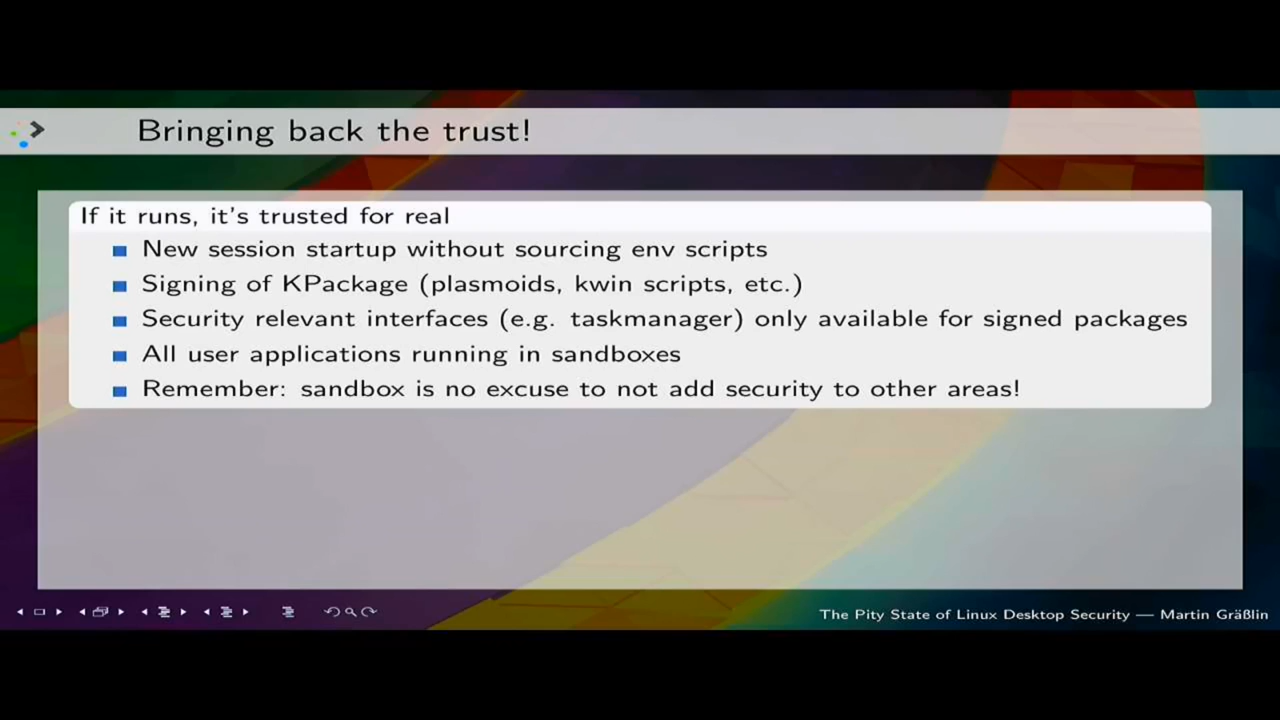 Bringing back the trust!
If it runs, it's trusted for real
New session startup without sourcing env scripts
Signing of KPackage (plasmoids, kwin scripts, etc.)
Security relevant interfaces (e.g. taskmanager) only available for signed packages
All user applications running in sandboxes
Remember: sandbox is no excuse to not add security to other areas!
The Pity State of Linux Desktop Security — Martin Gräßlin